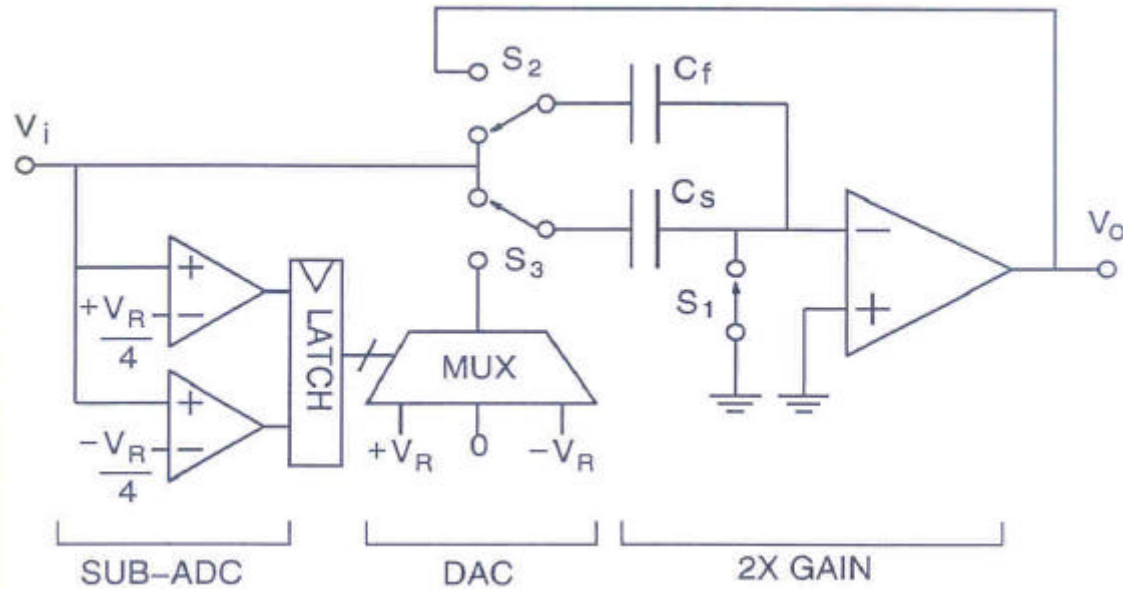 S2
Cf
Vi
Cs
Vo
S3
S1
+VR/4
−VR/4
LATCH
MUX
+VR 0 −VR
+ −
+ −
− +
SUB–ADC DAC 2X GAIN